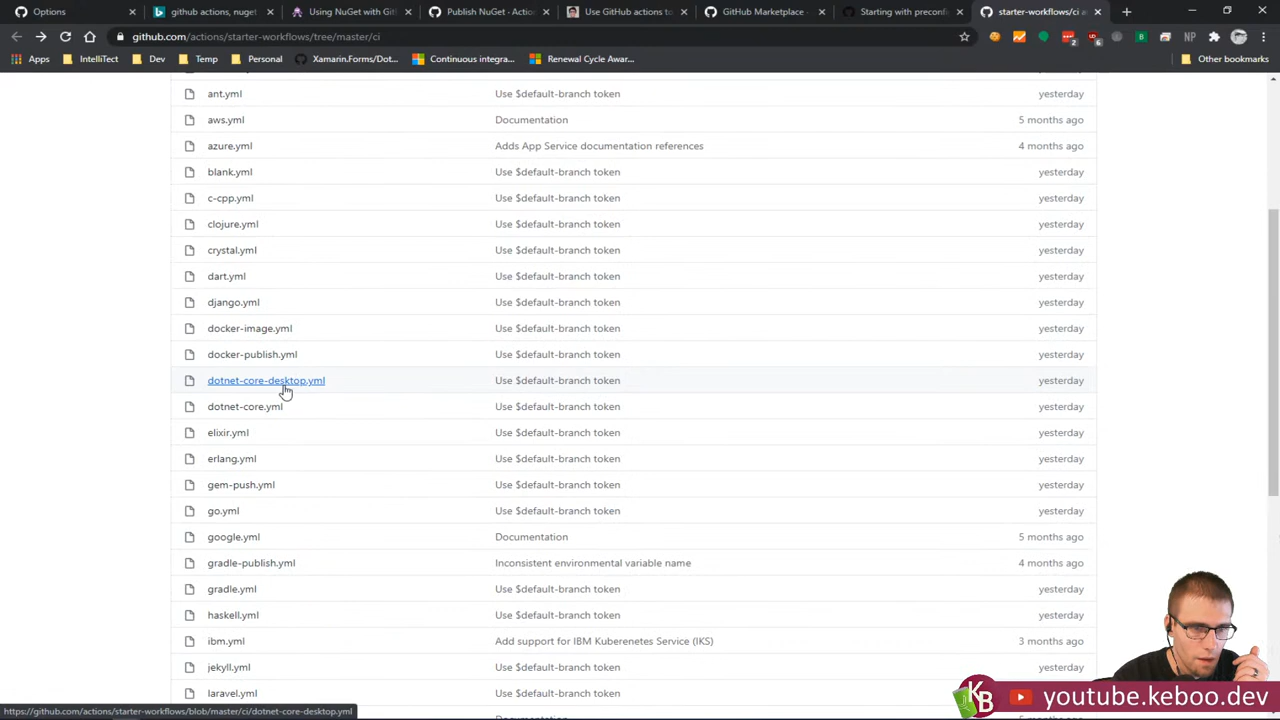 Options
github actions, nuget
Using NuGet with Git
Publish NuGet · Action
Use GitHub actions to
GitHub Marketplace ·
ting with preconfi
starter-workflows/ci a
github.com/actions/starter-workflows/tree/master/ci
Apps
IntelliTect
Dev
Temp
Personal
Xamarin.Forms/Dot...
Continuous integra...
Renewal Cycle Awar...
Other bookmarks
ant.yml Use $default-branch token yesterday
aws.yml Documentation 5 months ago
azure.yml Adds App Service documentation references 4 months ago
blank.yml Use $default-branch token yesterday
c-cpp.yml Use $default-branch token yesterday
clojure.yml Use $default-branch token yesterday
crystal.yml Use $default-branch token yesterday
dart.yml Use $default-branch token yesterday
django.yml Use $default-branch token yesterday
docker-image.yml Use $default-branch token yesterday
docker-publish.yml Use $default-branch token yesterday
dotnet-core-desktop.yml Use $default-branch token yesterday
dotnet-core.yml Use $default-branch token yesterday
elixir.yml Use $default-branch token yesterday
erlang.yml Use $default-branch token yesterday
gem-push.yml Use $default-branch token yesterday
go.yml Use $default-branch token yesterday
google.yml Documentation 5 months ago
gradle-publish.yml Inconsistent environmental variable name 4 months ago
gradle.yml Use $default-branch token yesterday
haskell.yml Use $default-branch token yesterday
ibm.yml Add support for IBM Kuberenetes Service (IKS) 3 months ago
jekyll.yml Use $default-branch token yesterday
laravel.yml Use $default-branch token
https://github.com/actions/starter-workflows/blob/master/ci/dotnet-core-desktop.yml
KB youtube.keboo.dev